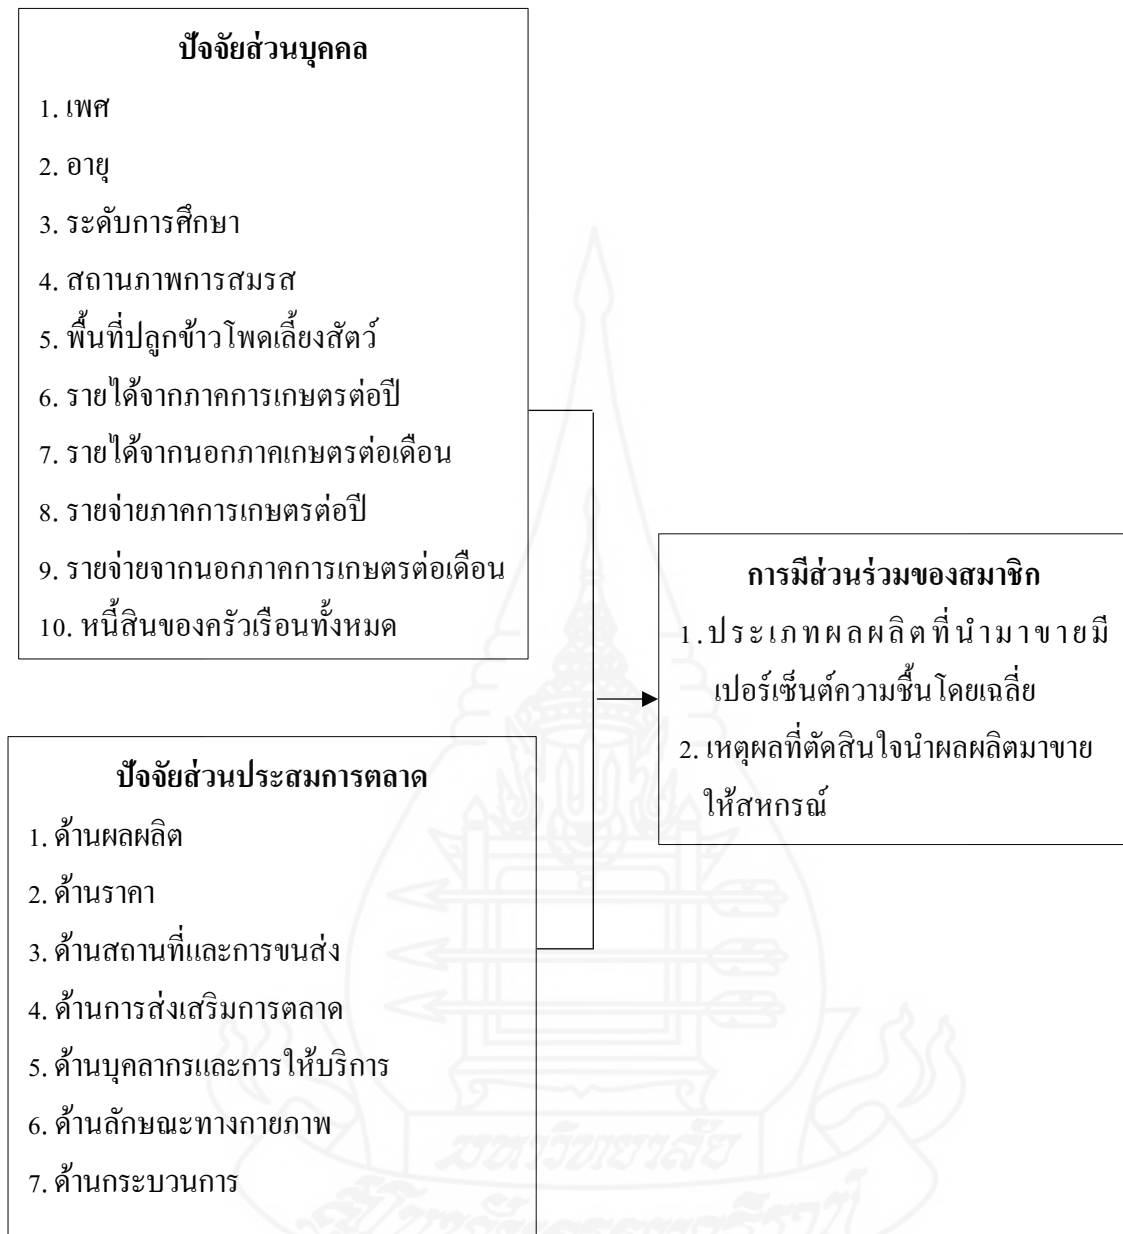 ปัจจัยส่วนบุคคล
1. เพศ
2. อายุ
3. ระดับการศึกษา
4. สถานภาพการสมรส
5. พื้นที่ปลูกข้าวโพดเลี้ยงสัตว์
6. รายได้จากภาคการเกษตรต่อปี
7. รายได้จากนอกภาคเกษตรต่อเดือน
8. รายจ่ายภาคการเกษตรต่อปี
9. รายจ่ายจากนอกภาคการเกษตรต่อเดือน
10. หนี้สินของครัวเรือนทั้งหมด
ปัจจัยส่วนประสมการตลาด
1. ด้านผลผลิต
2. ด้านราคา
3. ด้านสถานที่และการขนส่ง
4. ด้านการส่งเสริมการตลาด
5. ด้านบุคลากรและการให้บริการ
6. ด้านลักษณะทางกายภาพ
7. ด้านกระบวนการ
การมีส่วนร่วมของสมาชิก
1. ประเภทผลผลิตที่นำมาขายมี
เปอร์เซ็นต์ความชื้นโดยเฉลี่ย
2. เหตุผลที่ตัดสินใจนำผลผลิตมาขาย
ให้สหกรณ์
มหาวิทยาลัย